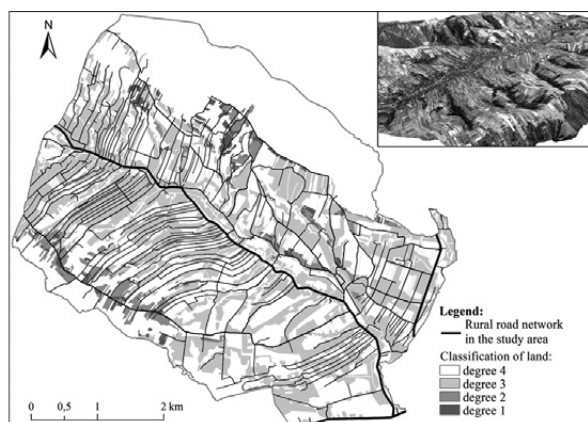 N
Legend:
Rural road network
in the study area
Classification of land:
degree 4
degree 3
degree 2
degree 1
0 0,5 1 2 km